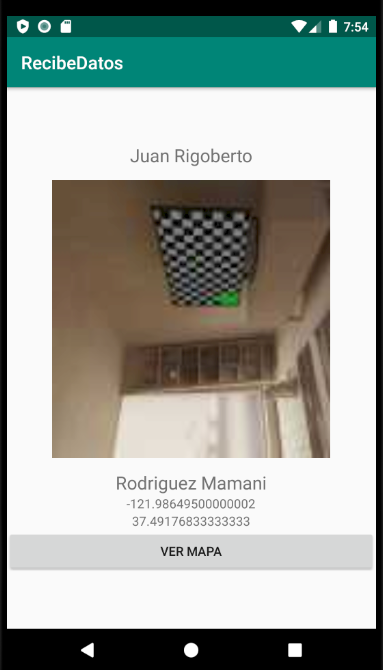 7:54
RecibeDatos
Juan Rigoberto
Rodriguez Mamani
-121.98649500000002
37.49176833333333
VER MAPA